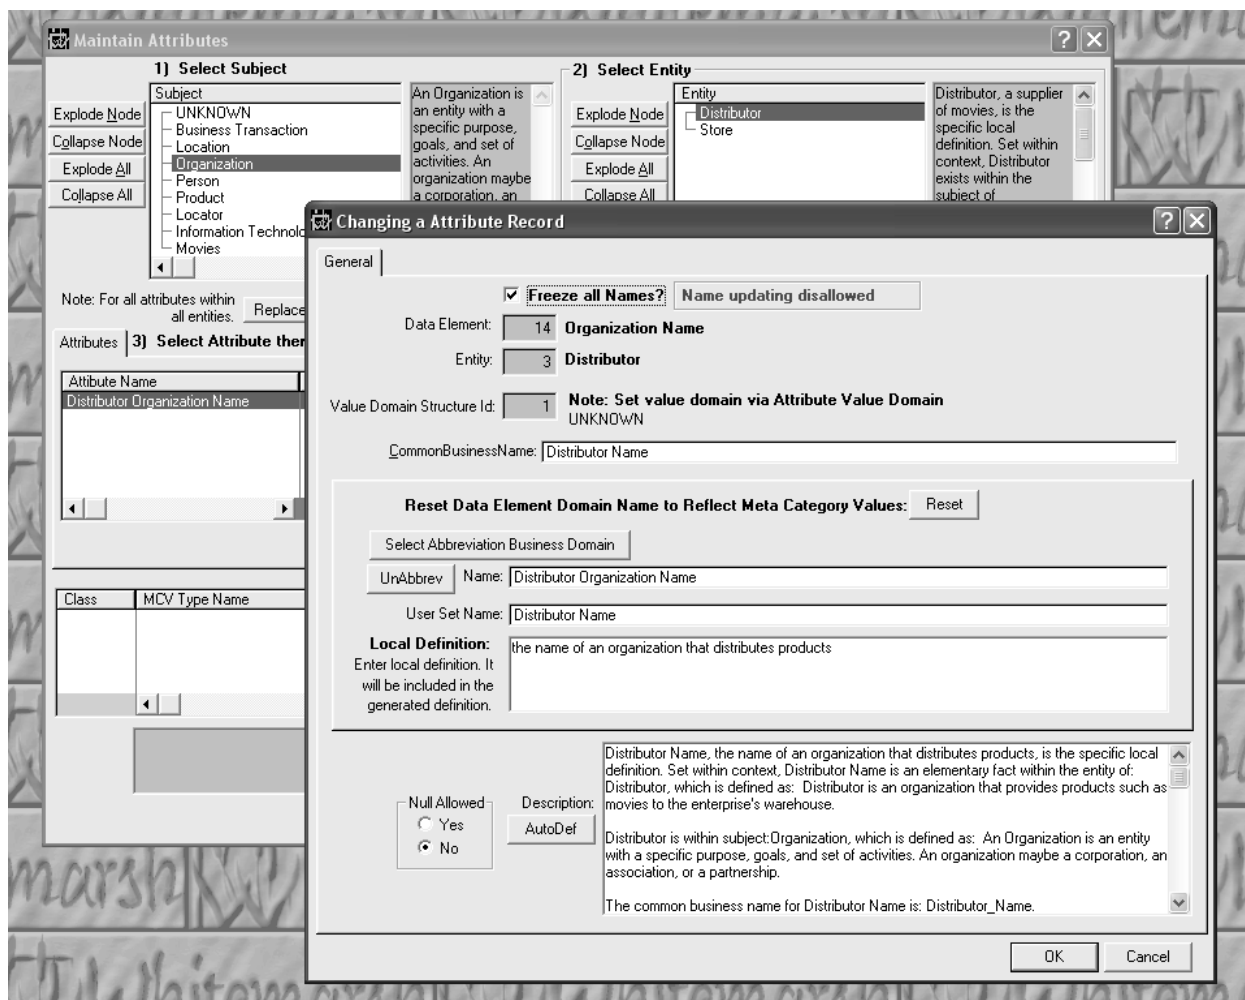 Maintain Attributes
1) Select Subject
2) Select Entity
Explode Node
Collapse Node
Explode All
Collapse All
Subject
UNKNOWN
Business Transaction
Location
Organization
Person
Product
Locator
Information Technolo
Movies
An Organization is
an entity with a
specific purpose,
goals, and set of
activities. An
organization maybe
a corporation, an
Explode Node
Collapse Node
Explode All
Collapse All
Entity
Distributor
Store
Distributor, a supplier
of movies, is the
specific local
definition. Set within
context, Distributor
exists within the
subject of
Note: For all attributes within
all entities.
Replace
Attributes
3) Select Attribute then
Attibute Name
Distributor Organization Name
Class
MCV Type Name
Changing a Attribute Record
General
Freeze all Names?
Name updating disallowed
Data Element: 14 Organization Name
Entity: 3 Distributor
Value Domain Structure Id: 1 Note: Set value domain via Attribute Value Domain
UNKNOWN
CommonBusinessName: Distributor Name
Reset Data Element Domain Name to Reflect Meta Category Values: Reset
Select Abbreviation Business Domain
UnAbbrev Name: Distributor Organization Name
User Set Name: Distributor Name
Local Definition:
Enter local definition. It
will be included in the
generated definition.
the name of an organization that distributes products
Null Allowed
Yes
No
Description:
AutoDef
Distributor Name, the name of an organization that distributes products, is the specific local
definition. Set within context, Distributor Name is an elementary fact within the entity of:
Distributor, which is defined as: Distributor is an organization that provides products such as
movies to the enterprise's warehouse.
Distributor is within subject:Organization, which is defined as: An Organization is an entity
with a specific purpose, goals, and set of activities. An organization maybe a corporation, an
association, or a partnership.
The common business name for Distributor Name is: Distributor_Name.
OK
Cancel